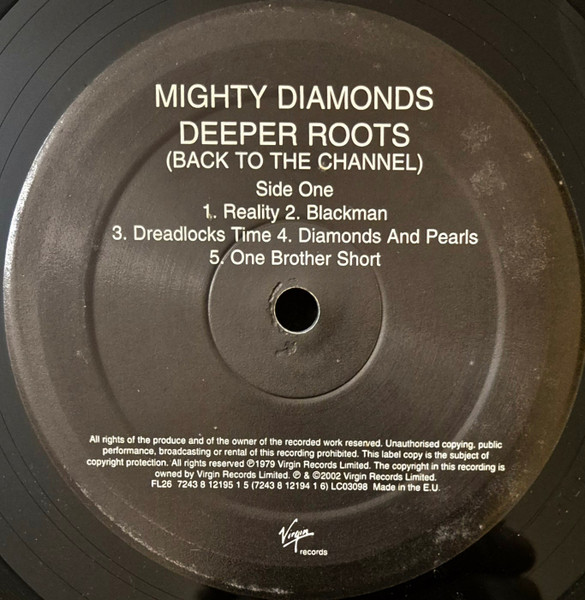 MIGHTY DIAMONDS
DEEPER ROOTS
(BACK TO THE CHANNEL)
Side One
1. Reality 2. Blackman
3. Dreadlocks Time 4. Diamonds And Pearls
5. One Brother Short
All rights of the produce and of the owner of the recorded work reserved. Unauthorised copying, public
performance, broadcasting or rental of this recording prohibited. This label copy is the subject of
copyright protection. All rights reserved ℗1979 Virgin Records Limited. The copyright in this recording is
owned by Virgin Records Limited. ℗ & ©2002 Virgin Records Limited.
FL26 7243 8 12195 1 5 (7243 8 12194 1 6) LC03098 Made in the E.U.
Virgin
records